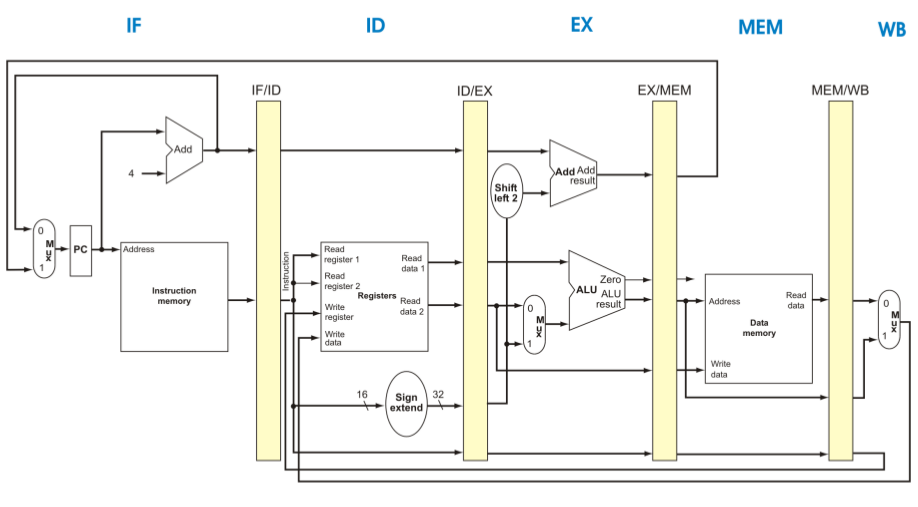 IF
ID
EX
MEM
WB
IF/ID
ID/EX
EX/MEM
MEM/WB
Add
4
Add Add
result
Shift
left 2
0
Mux
1
PC
Address
Instruction
memory
Instruction
Read
register 1
Read
register 2
Write
register
Write
data
Registers
Read
data 1
Read
data 2
16
Sign
extend
32
0
Mux
1
ALU
Zero
ALU
result
Address
Read
data
Data
memory
Write
data
0
Mux
1